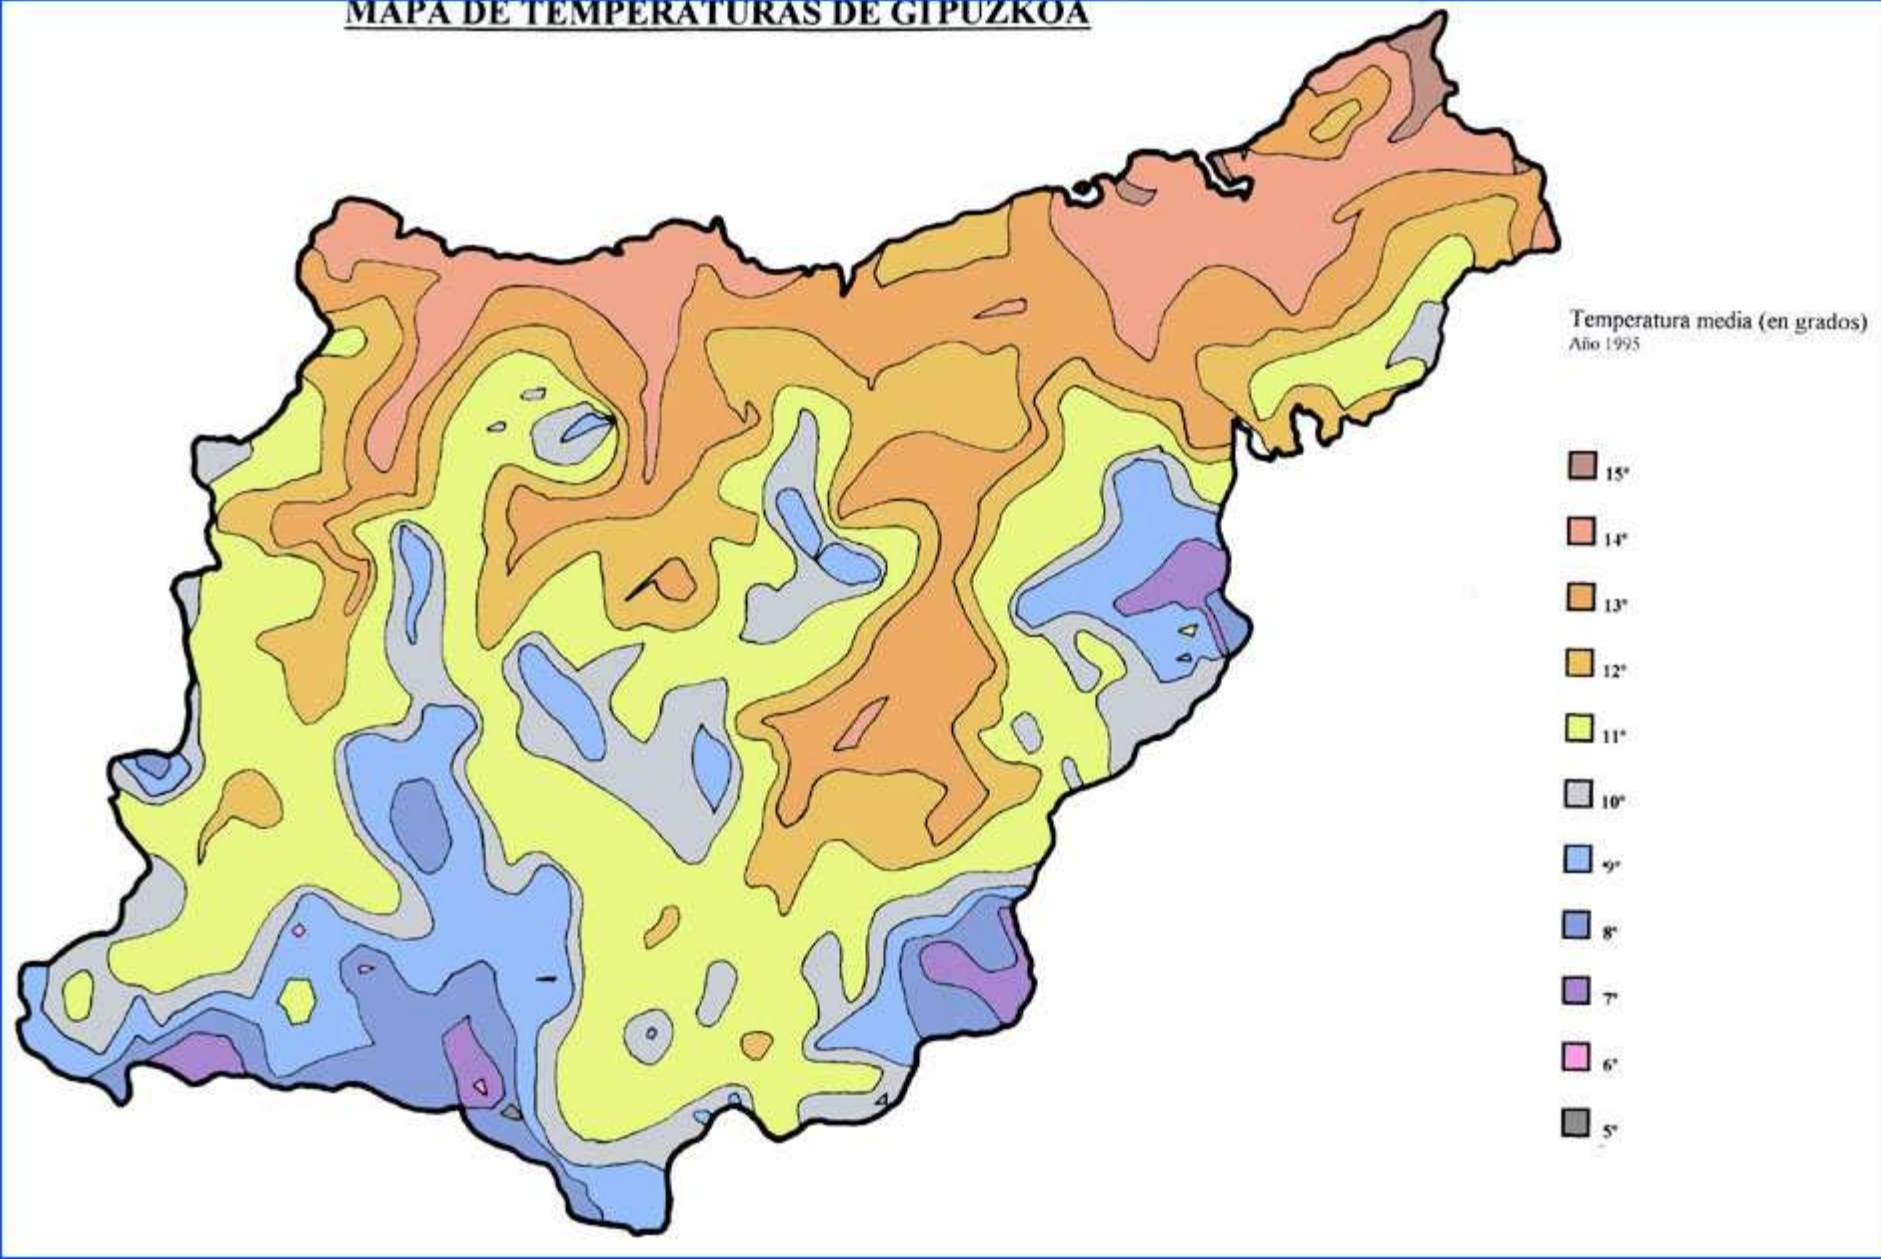 MAPA DE TEMPERATURAS DE GIPUZKOA
Temperatura media (en grados)
Año 1995
15º
14º
13º
12º
11º
10º
9º
8º
7º
6º
5º